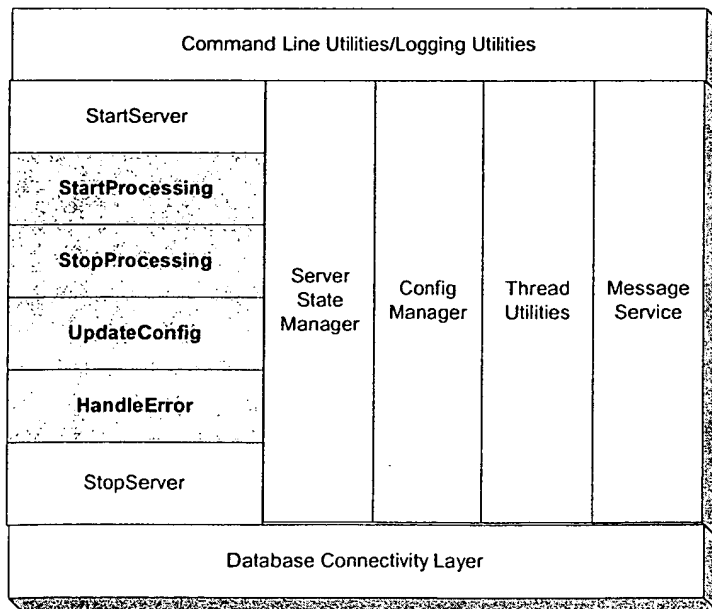 Command Line Utilities/Logging Utilities
StartServer
StartProcessing
StopProcessing
UpdateConfig
HandleError
StopServer
Server
State
Manager
Config
Manager
Thread
Utilities
Message
Service
Database Connectivity Layer